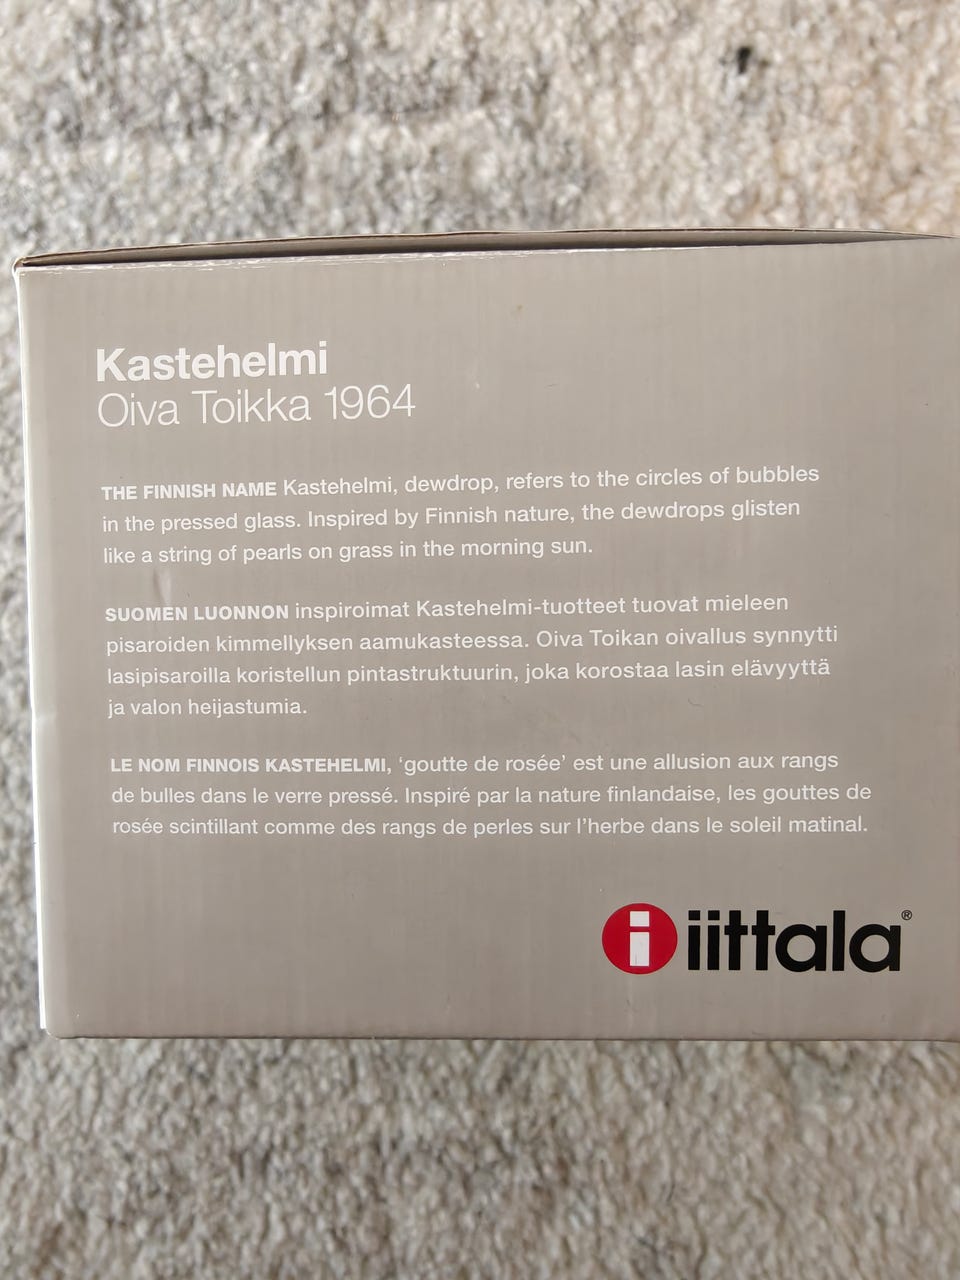 Kastehelmi
Oiva Toikka 1964
THE FINNISH NAME Kastehelmi, dewdrop, refers to the circles of bubbles
in the pressed glass. Inspired by Finnish nature, the dewdrops glisten
like a string of pearls on grass in the morning sun.
SUOMEN LUONNON inspiroimat Kastehelmi-tuotteet tuovat mieleen
pisaroiden kimmellyksen aamukasteessa. Oiva Toikan oivallus synnytti
lasipisaroilla koristellun pintastruktuurin, joka korostaa lasin elävyyttä
ja valon heijastumia.
LE NOM FINNOIS KASTEHELMI, ‘goutte de rosée’ est une allusion aux rangs
de bulles dans le verre pressé. Inspiré par la nature finlandaise, les gouttes de
rosée scintillant comme des rangs de perles sur l’herbe dans le soleil matinal.
i iittala®